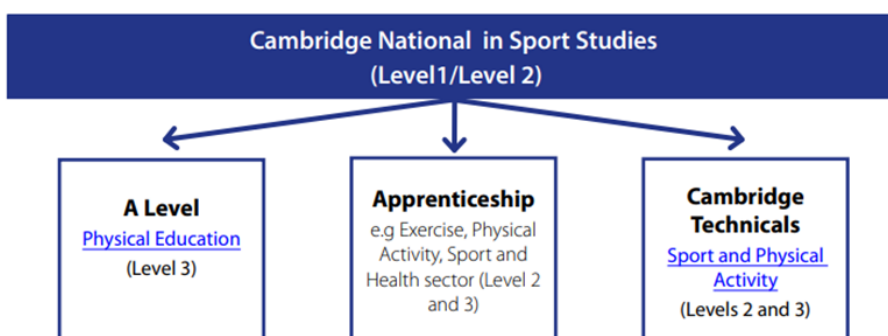 Cambridge National in Sport Studies
(Level1/Level 2)
A Level
Physical Education
(Level 3)
Apprenticeship
e.g Exercise, Physical
Activity, Sport and
Health sector (Level 2
and 3)
Cambridge
Technicals
Sport and Physical
Activity
(Levels 2 and 3)